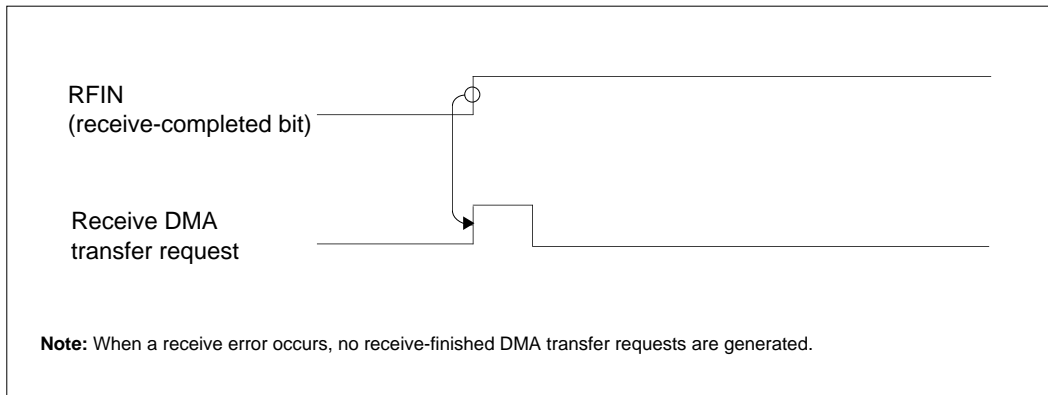 RFIN
(receive-completed bit)
Receive DMA
transfer request
Note: When a receive error occurs, no receive-finished DMA transfer requests are generated.